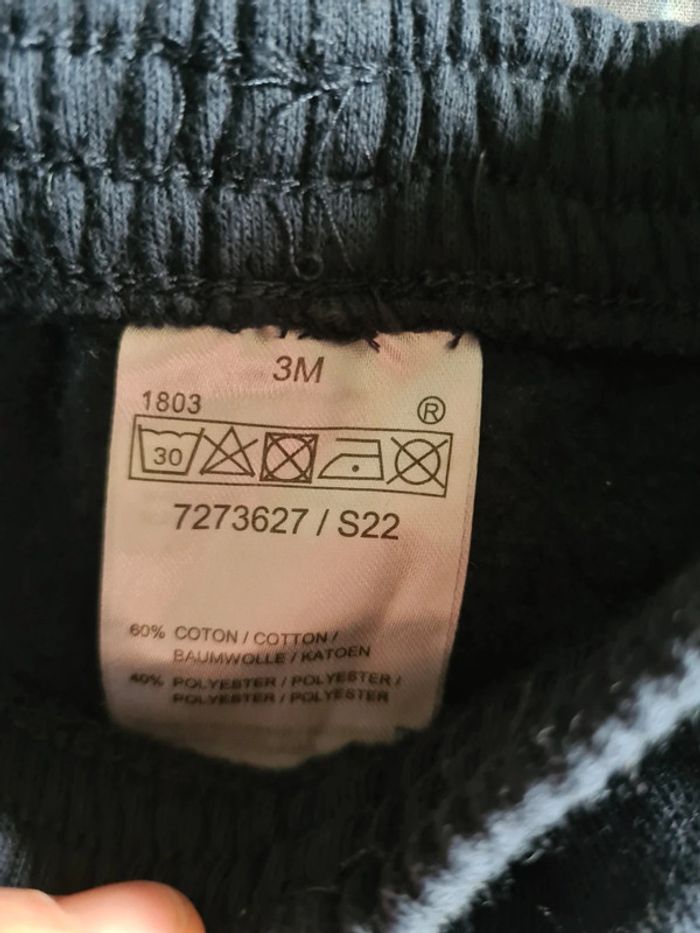 3M
1803
®
30
7273627 / S22
60% COTON / COTTON /
BAUMWOLLE / KATOEN
40% POLYESTER / POLYESTER /
POLYESTER / POLYESTER